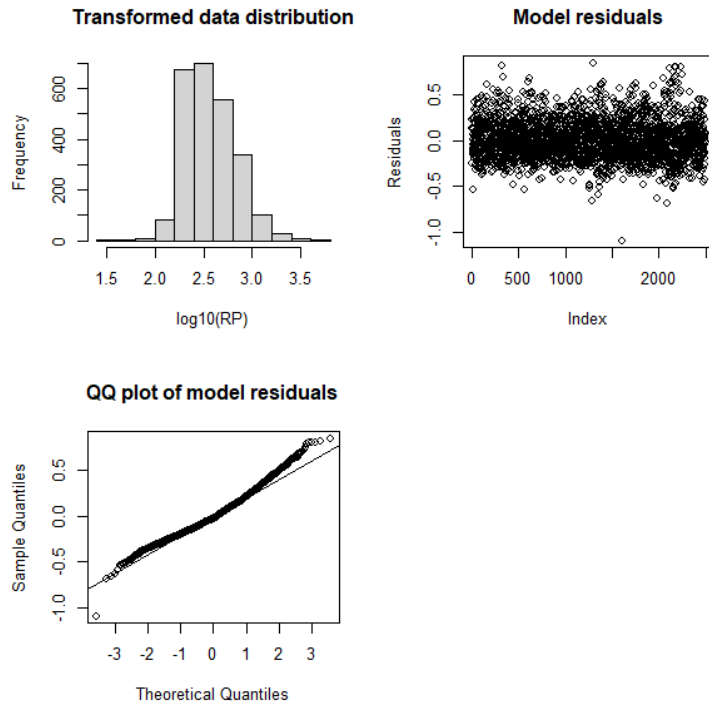 Transformed data distribution
Frequency
0
200
400
600
1.5 2.0 2.5 3.0 3.5
log10(RP)
Model residuals
Residuals
-1.0
-0.5
0.0
0.5
0 500 1000 2000
Index
QQ plot of model residuals
Sample Quantiles
-1.0
-0.5
0.0
0.5
-3 -2 -1 0 1 2 3
Theoretical Quantiles